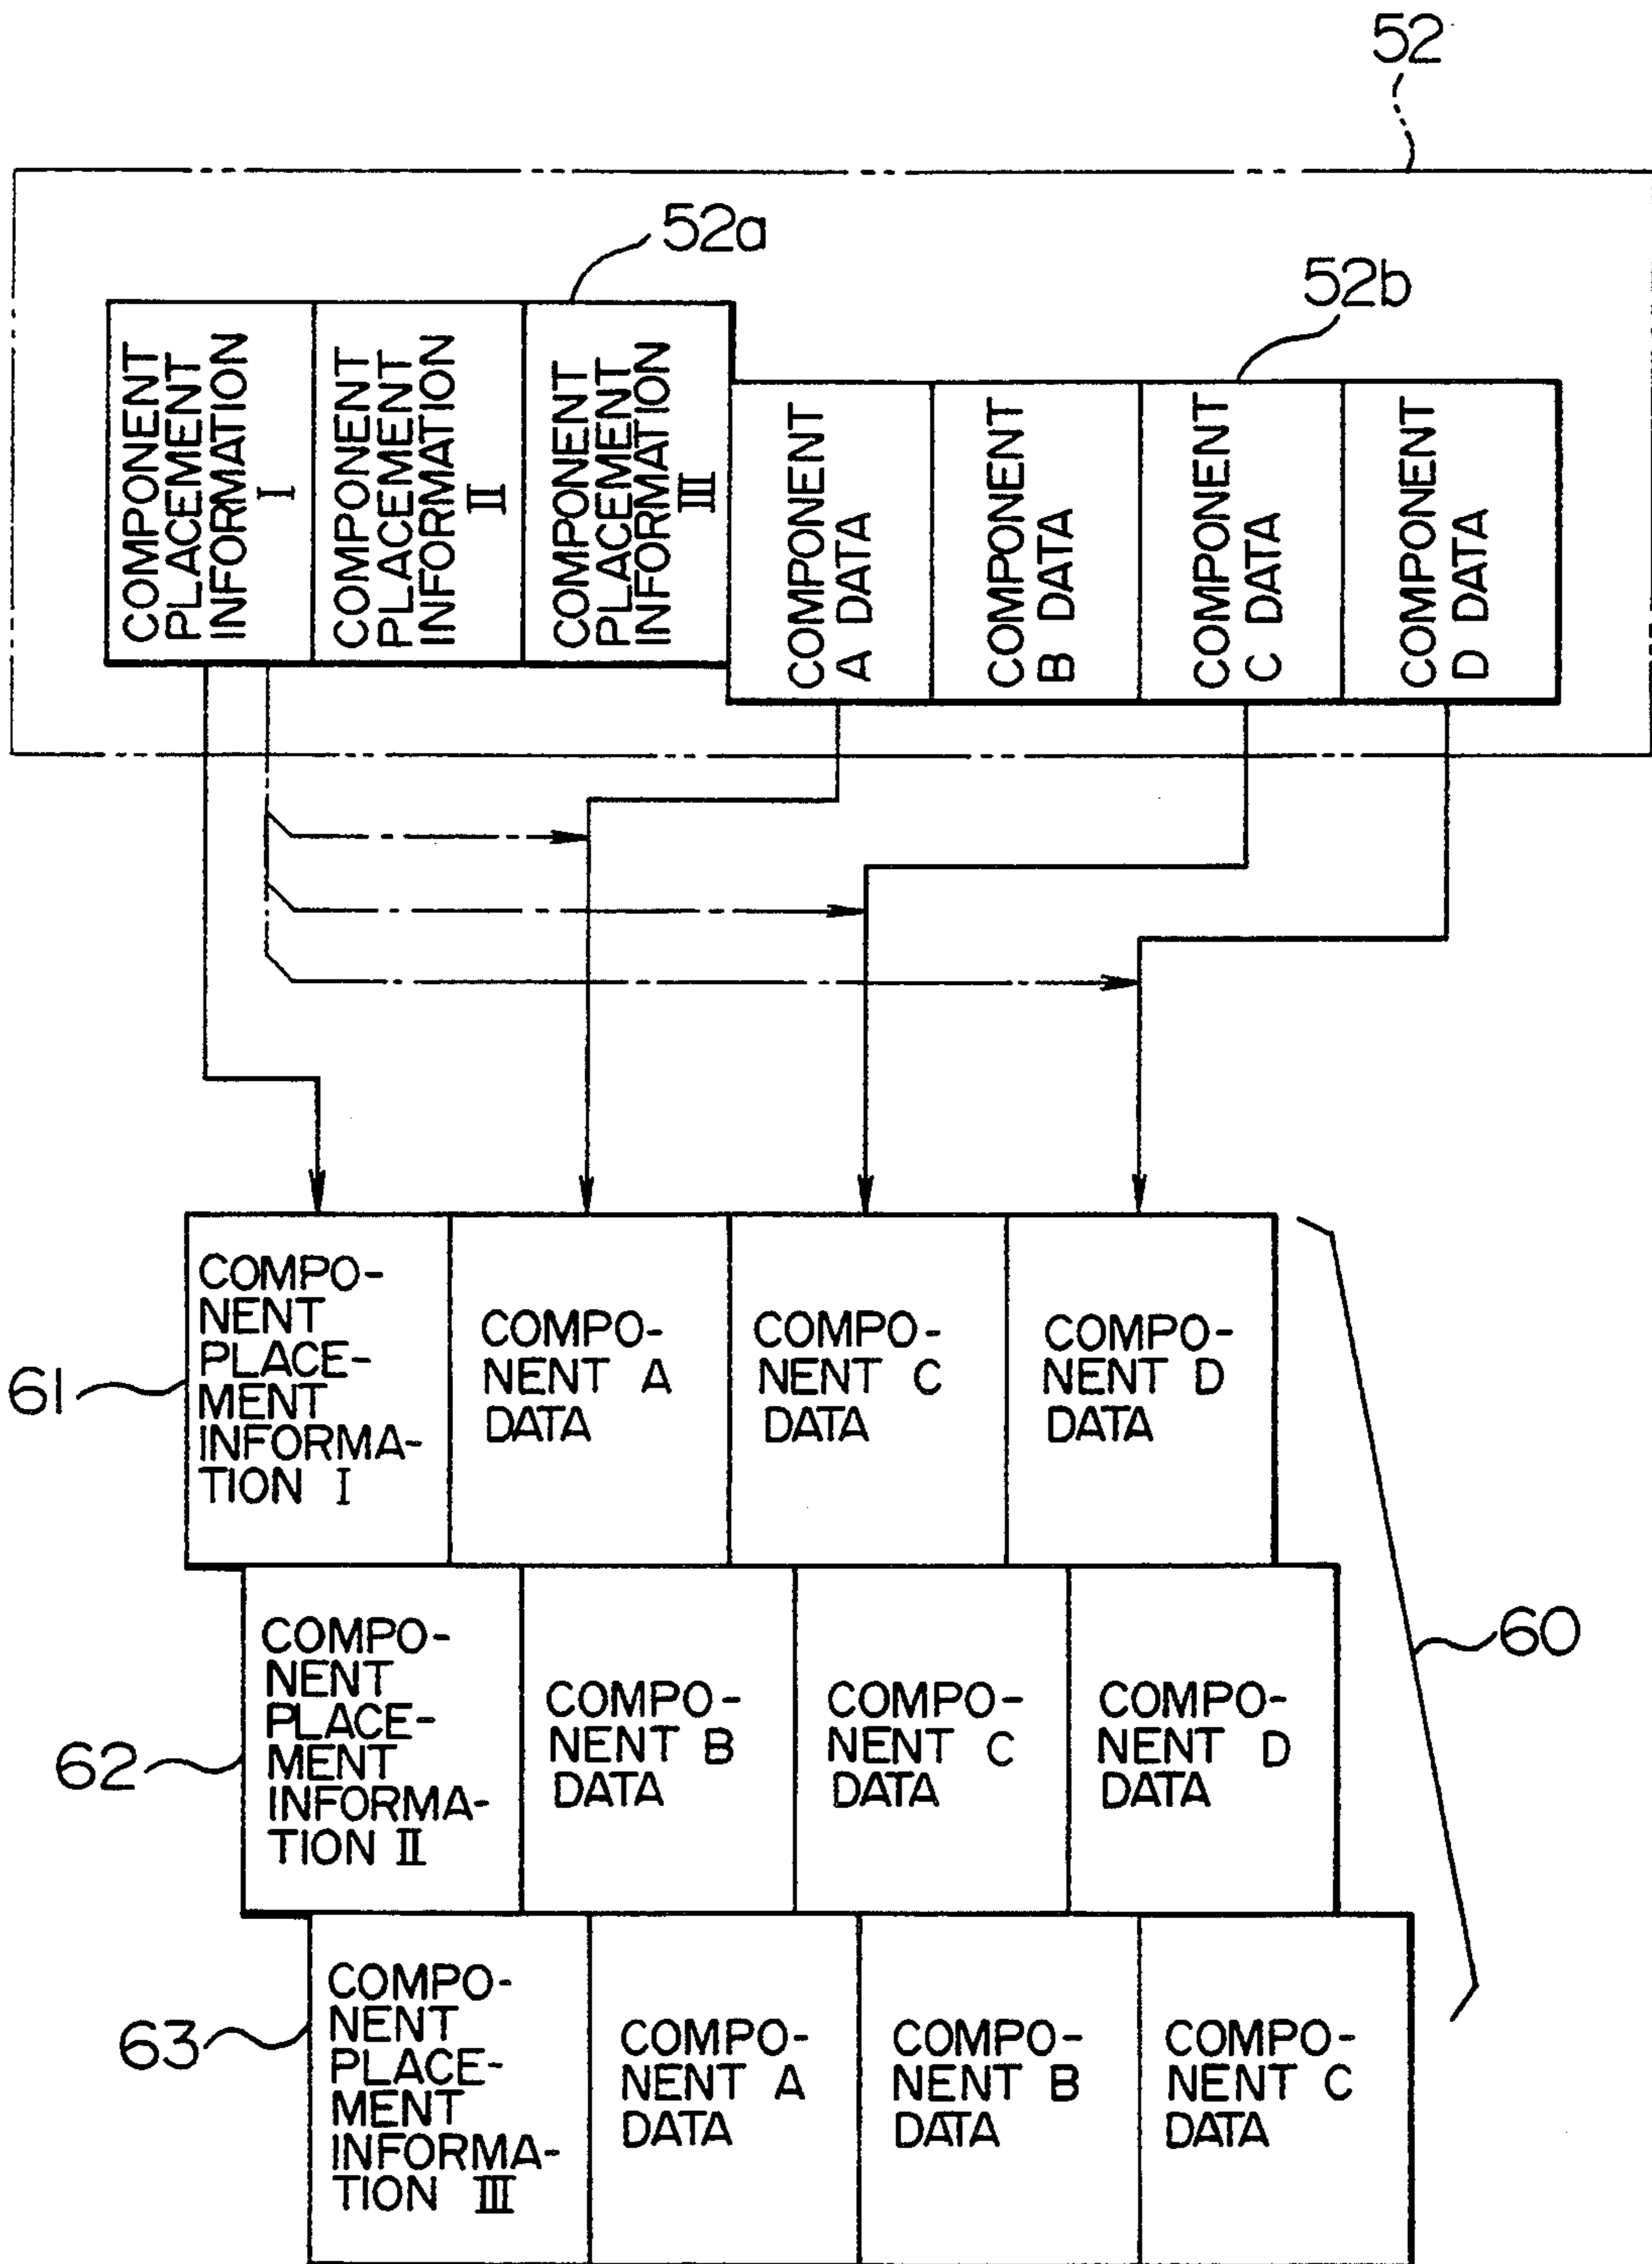 52
52a
52b
COMPONENT
PLACEMENT
INFORMATION
I
COMPONENT
PLACEMENT
INFORMATION
II
COMPONENT
PLACEMENT
INFORMATION
III
COMPONENT
A DATA
COMPONENT
B DATA
COMPONENT
C DATA
COMPONENT
D DATA
61
COMPO-
NENT
PLACE-
MENT
INFORMA-
TION I
COMPO-
NENT A
DATA
COMPO-
NENT C
DATA
COMPO-
NENT D
DATA
60
62
COMPO-
NENT
PLACE-
MENT
INFORMA-
TION II
COMPO-
NENT B
DATA
COMPO-
NENT C
DATA
COMPO-
NENT D
DATA
63
COMPO-
NENT
PLACE-
MENT
INFORMA-
TION III
COMPO-
NENT A
DATA
COMPO-
NENT B
DATA
COMPO-
NENT C
DATA